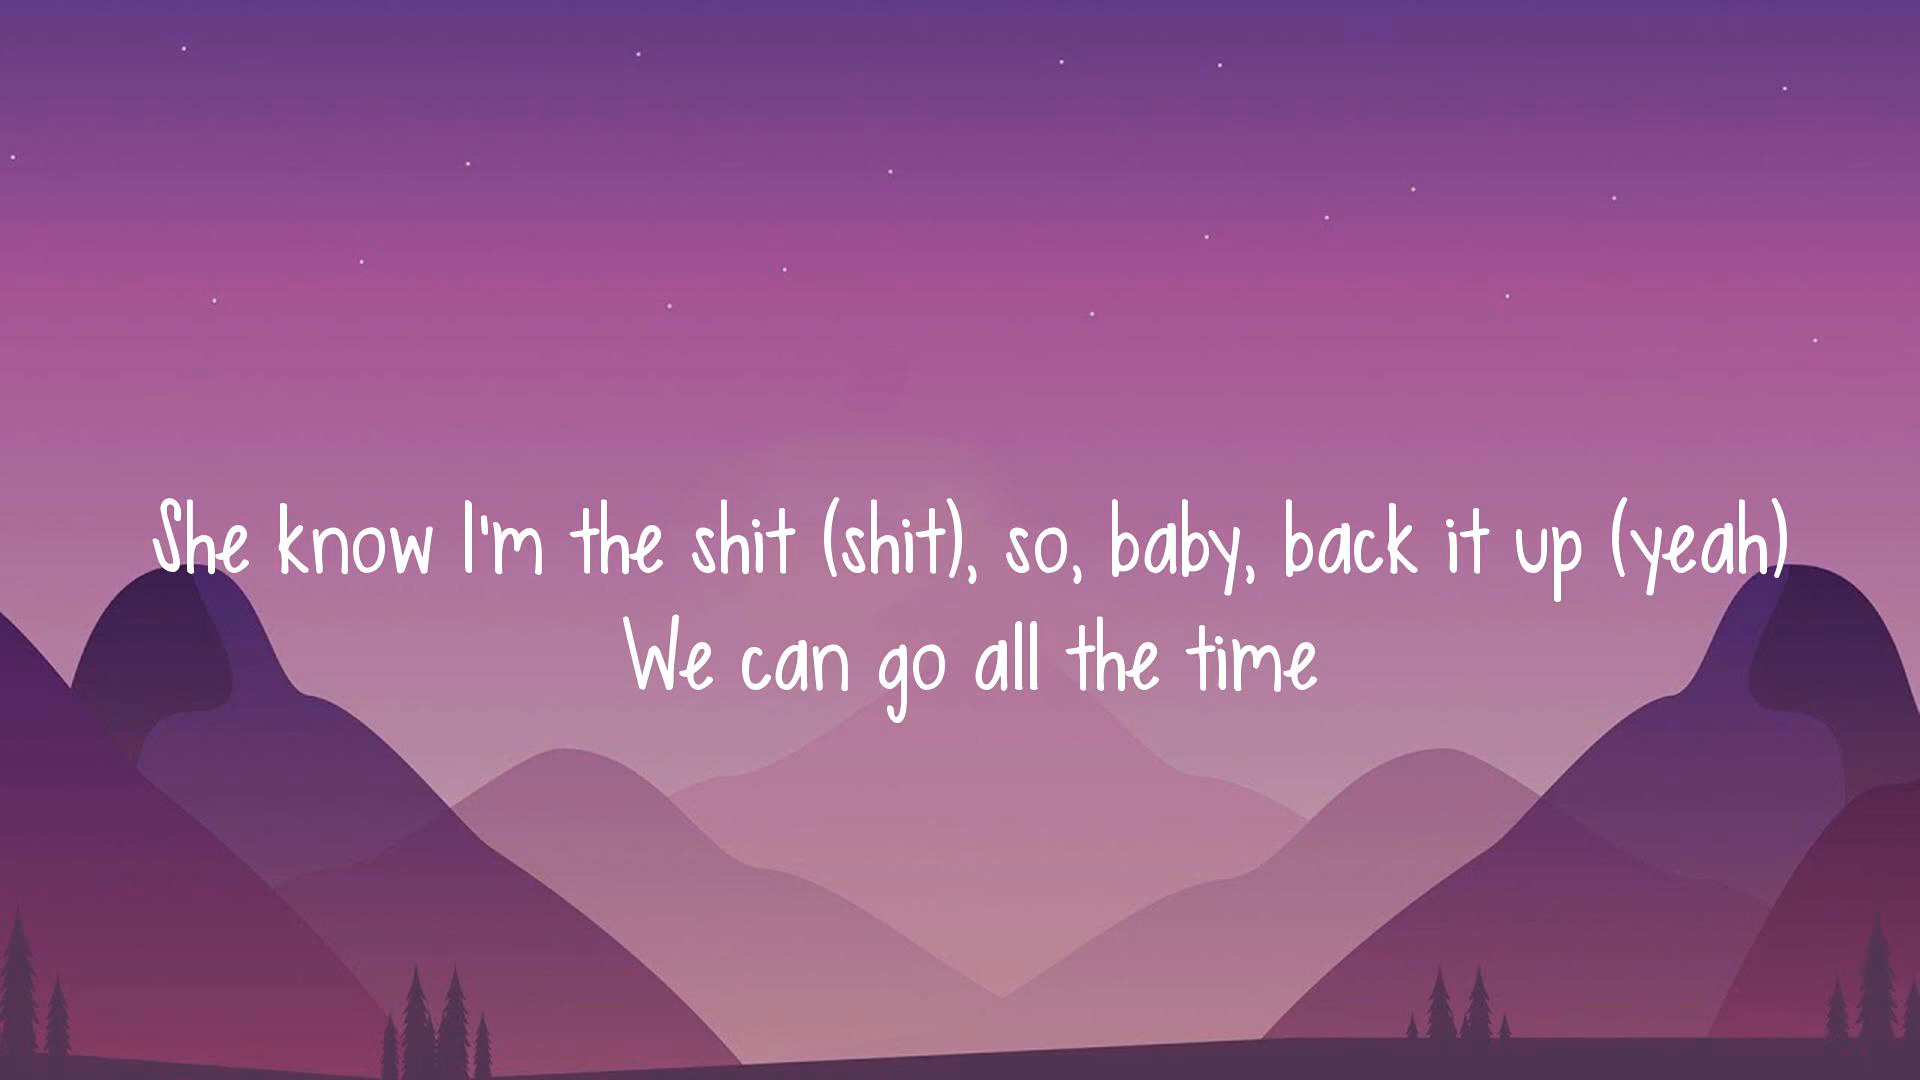 She know I'm the shit (shit), so, baby, back it up (yeah)
We can go all the time